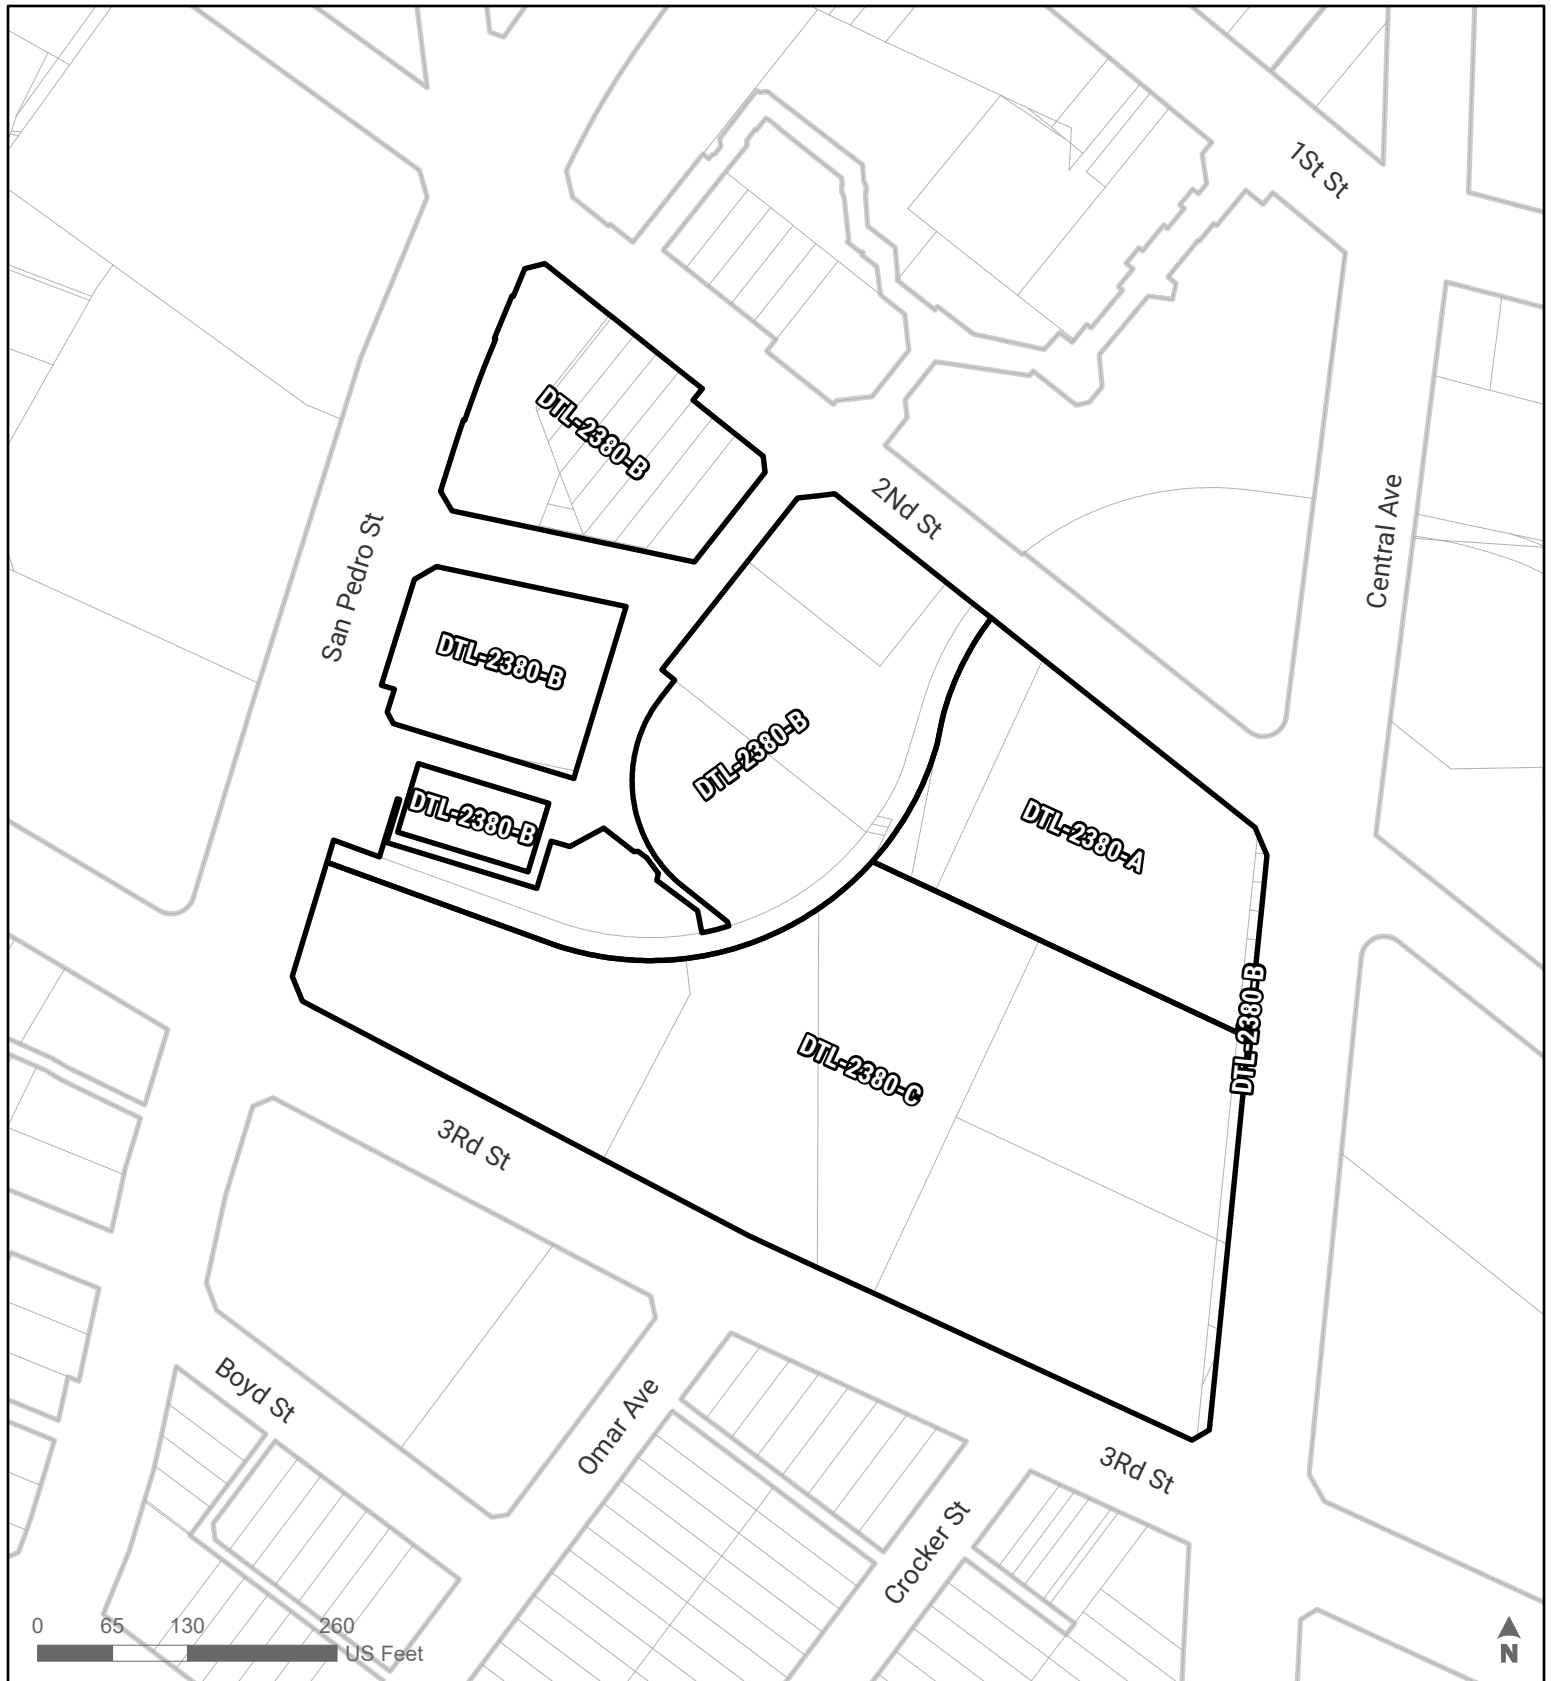 1St St
DTL-2380-B
2Nd St
Central Ave
San Pedro St
DTL-2380-B
DTL-2380-B
DTL-2380-B
DTL-2380-A
DTL-2380-B
DTL-2380-C
3Rd St
Boyd St
Omar Ave
3Rd St
Crocker St
0 65 130 260
US Feet
N